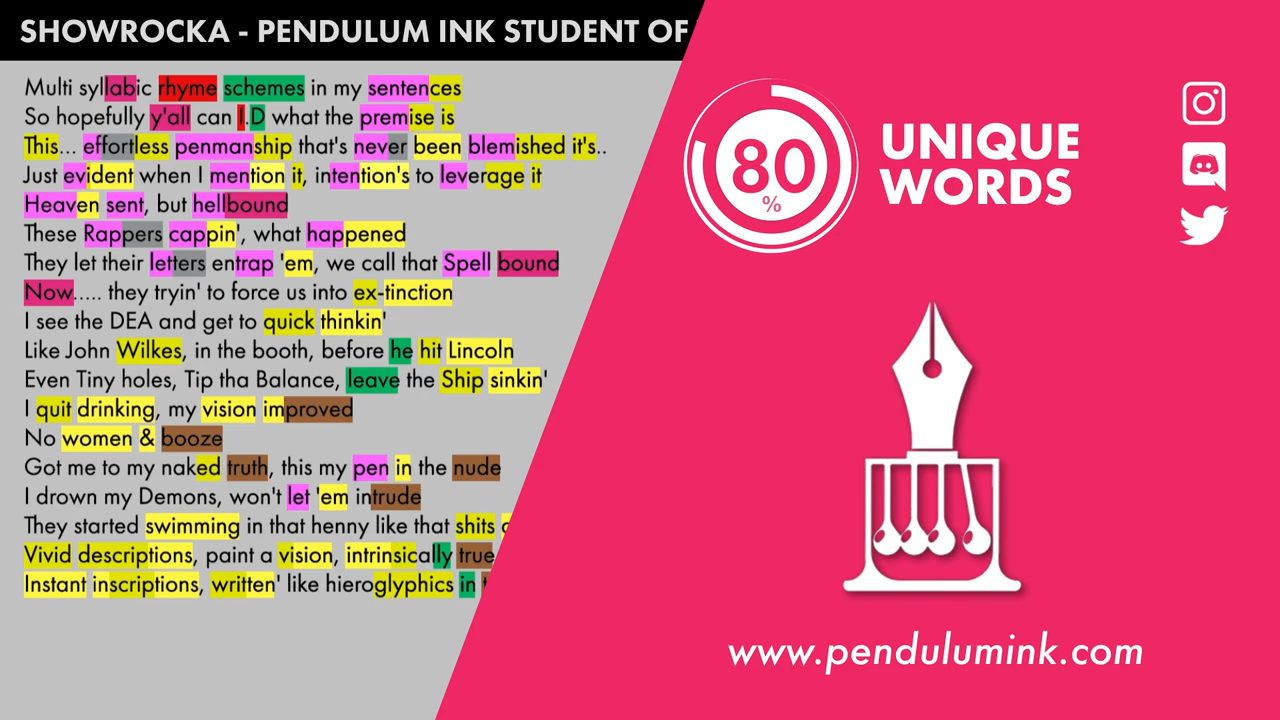 SHOWROCKA - PENDULUM INK STUDENT OF
Multi syllabic rhyme schemes in my sentences
So hopefully y'all can I.D what the premise is
This... effortless penmanship that's never been blemished it's..
Just evident when I mention it, intention's to leverage it
Heaven sent, but hellbound
These Rappers cappin', what happened
They let their letters entrap 'em, we call that Spell bound
Now..... they tryin' to force us into ex-tinction
I see the DEA and get to quick thinkin'
Like John Wilkes, in the booth, before he hit Lincoln
Even Tiny holes, Tip tha Balance, leave the Ship sinkin'
I quit drinking, my vision improved
No women & booze
Got me to my naked truth, this my pen in the nude
I drown my Demons, won't let 'em intrude
They started swimming in that henny like that shits
Vivid descriptions, paint a vision, intrinsically true
Instant inscriptions, written' like hieroglyphics in
80
%
UNIQUE
WORDS
www.pendulumink.com